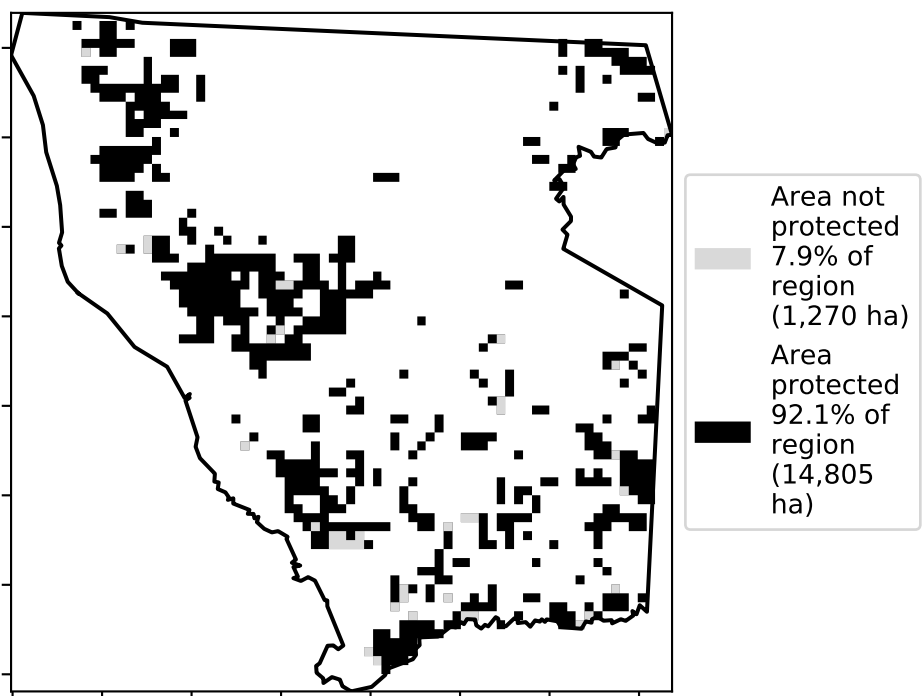 Area not
protected
7.9% of
region
(1,270 ha)
Area
protected
92.1% of
region
(14,805
ha)